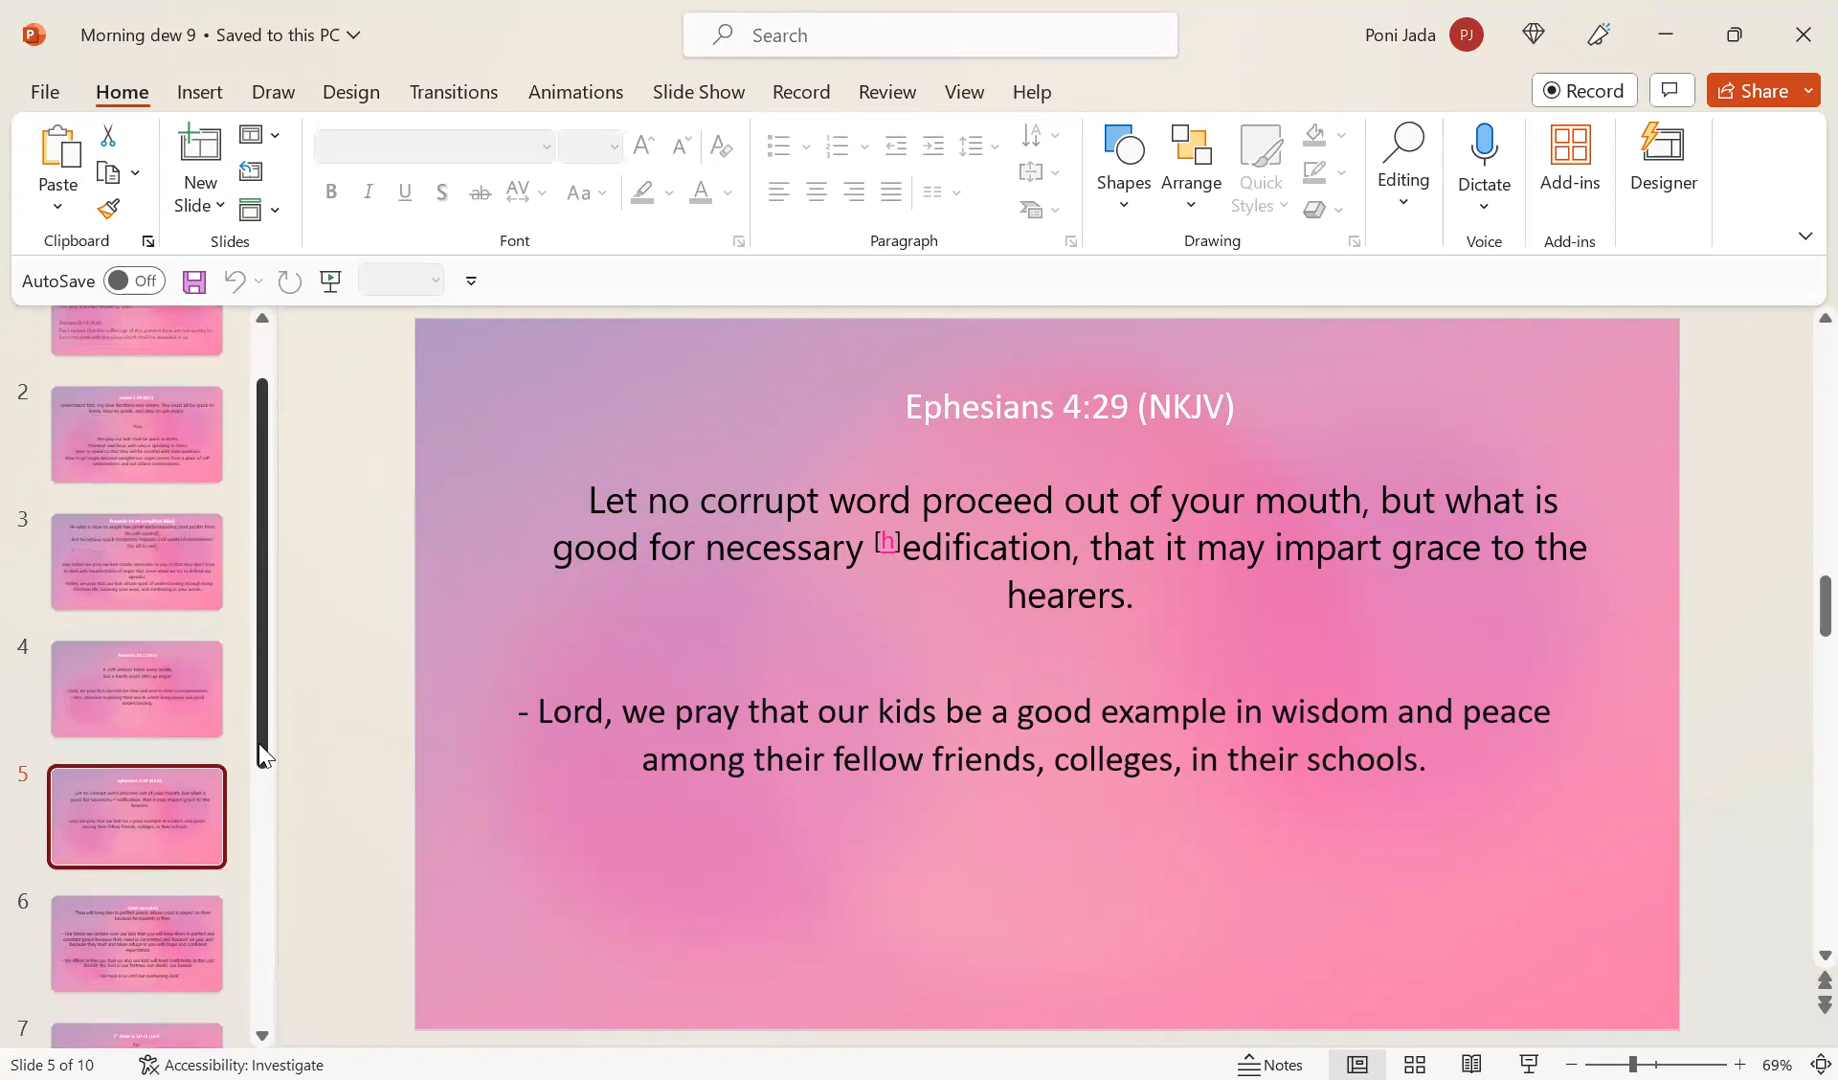 Morning dew 9 • Saved to this PC
Search
Poni Jada
PJ
File
Home
Insert
Draw
Design
Transitions
Animations
Slide Show
Record
Review
View
Help
Record
Share
Paste
New
Slide
Shapes
Arrange
Quick
Styles
Editing
Dictate
Add-ins
Designer
Clipboard
Slides
Font
Paragraph
Drawing
Voice
Add-ins
AutoSave
Off
2
3
4
5
6
7
Ephesians 4:29 (NKJV)
Let no corrupt word proceed out of your mouth, but what is
good for necessary [h]edification, that it may impart grace to the
hearers.
- Lord, we pray that our kids be a good example in wisdom and peace
among their fellow friends, colleges, in their schools.
Slide 5 of 10
Accessibility: Investigate
Notes
69%